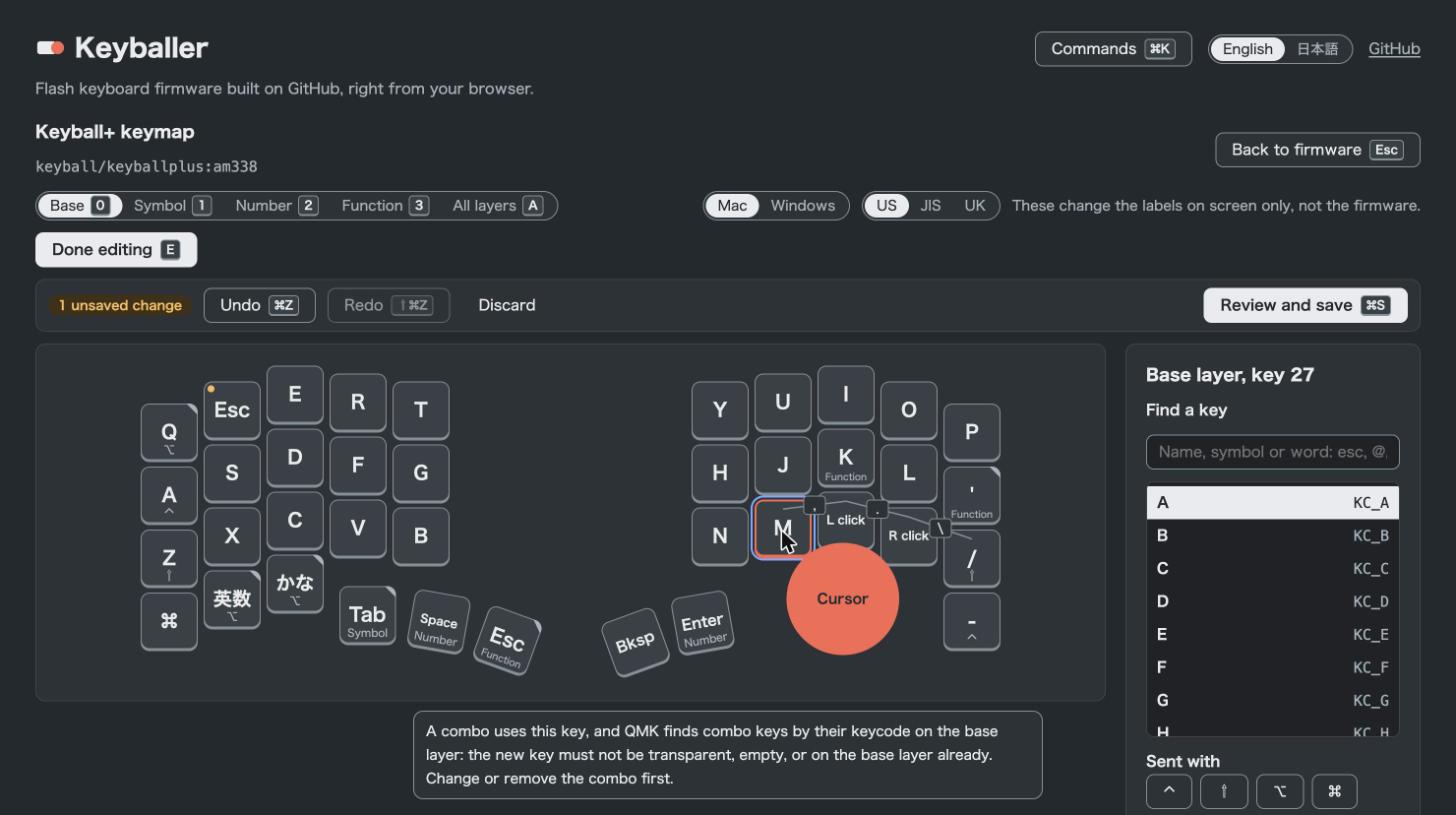 Keyballer
Commands ⌘K
English 日本語 GitHub
Flash keyboard firmware built on GitHub, right from your browser.
Keyball+ keymap
keyball/keyballplus:am338
Back to firmware Esc
Base 0 Symbol 1 Number 2 Function 3 All layers A
Mac Windows US JIS UK These change the labels on screen only, not the firmware.
Done editing E
1 unsaved change Undo ⌘Z Redo ⇧⌘Z Discard Review and save ⌘S
Q ⌥ Esc E R T
A ^ S D F G
Z ⇧ X C V B
⌘ 英数 ⌥ かな ⌥ Tab Symbol Space Number Esc Function
Y U I O P
H J K Function L ' Function
N M , L click . R click \ / ⇧
Bksp Enter Number Cursor - ^
A combo uses this key, and QMK finds combo keys by their keycode on the base
layer: the new key must not be transparent, empty, or on the base layer already.
Change or remove the combo first.
Base layer, key 27
Find a key
Name, symbol or word: esc, @,
A KC_A
B KC_B
C KC_C
D KC_D
E KC_E
F KC_F
G KC_G
H KC_H
Sent with
^ ⇧ ⌥ ⌘